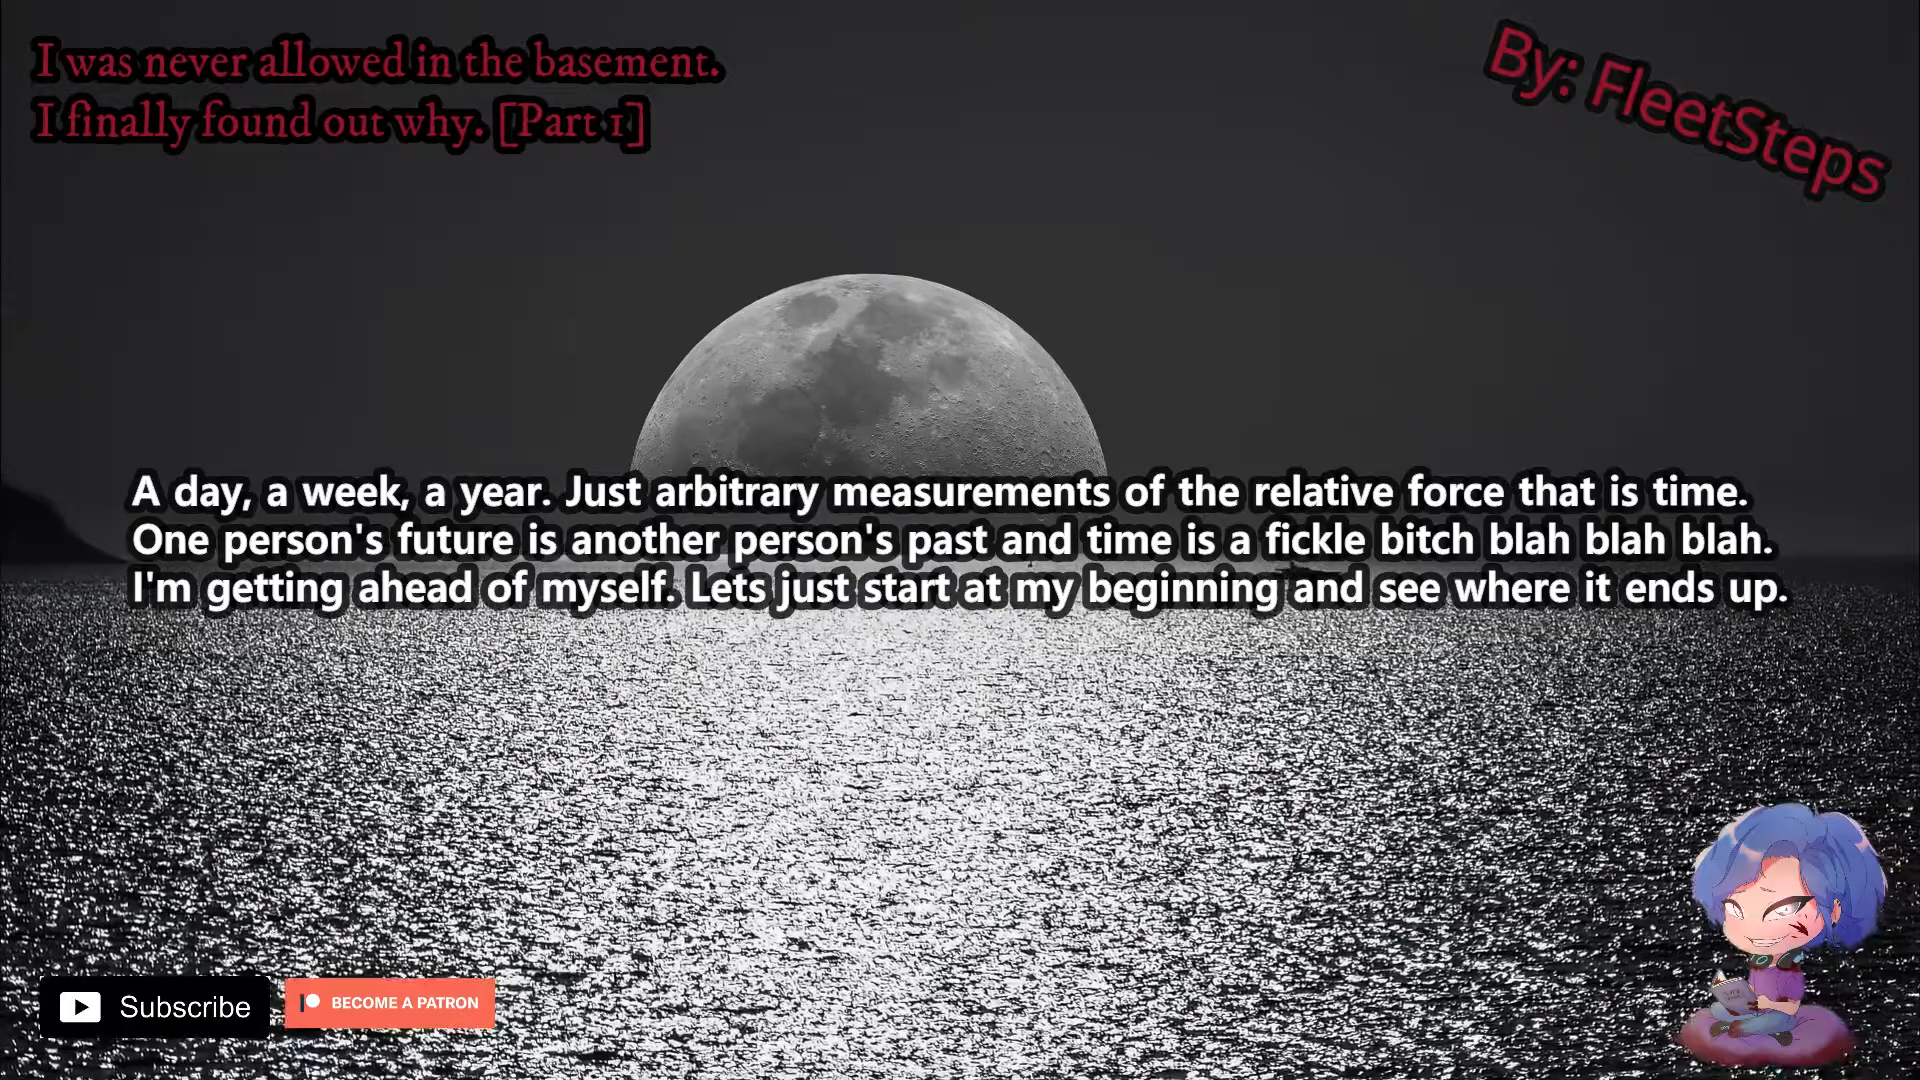 I was never allowed in the basement.
I finally found out why. [Part 1]
By: FleetSteps
A day, a week, a year. Just arbitrary measurements of the relative force that is time.
One person's future is another person's past and time is a fickle bitch blah blah blah.
I'm getting ahead of myself. Lets just start at my beginning and see where it ends up.
Subscribe
BECOME A PATRON